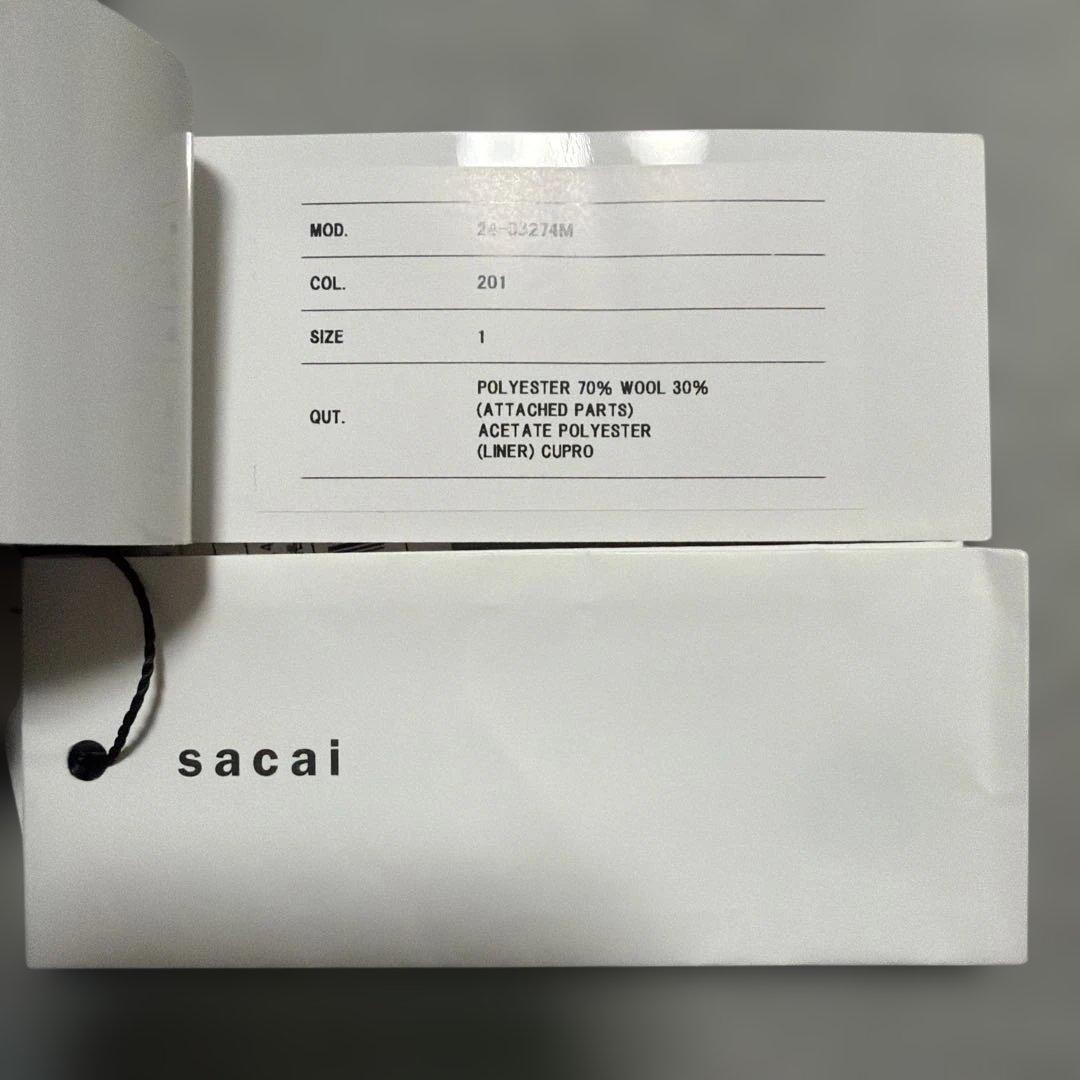 MOD. 24-03274M
COL. 201
SIZE 1
QUT. POLYESTER 70% WOOL 30%
(ATTACHED PARTS)
ACETATE POLYESTER
(LINER) CUPRO
sacai